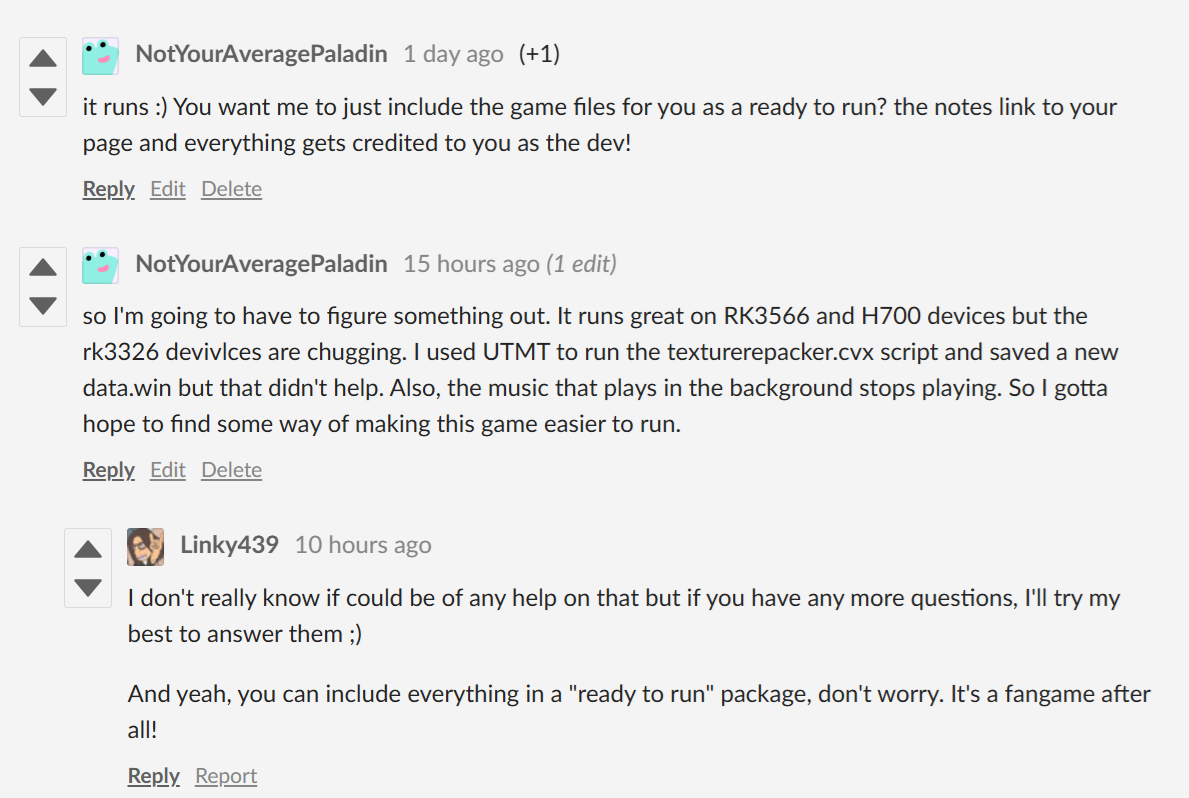 NotYourAveragePaladin 1 day ago (+1)
it runs :) You want me to just include the game files for you as a ready to run? the notes link to your
page and everything gets credited to you as the dev!
Reply Edit Delete
NotYourAveragePaladin 15 hours ago (1 edit)
so I'm going to have to figure something out. It runs great on RK3566 and H700 devices but the
rk3326 devivlces are chugging. I used UTMT to run the texturerepacker.cvx script and saved a new
data.win but that didn't help. Also, the music that plays in the background stops playing. So I gotta
hope to find some way of making this game easier to run.
Reply Edit Delete
Linky439 10 hours ago
I don't really know if could be of any help on that but if you have any more questions, I'll try my
best to answer them ;)
And yeah, you can include everything in a "ready to run" package, don't worry. It's a fangame after
all!
Reply Report